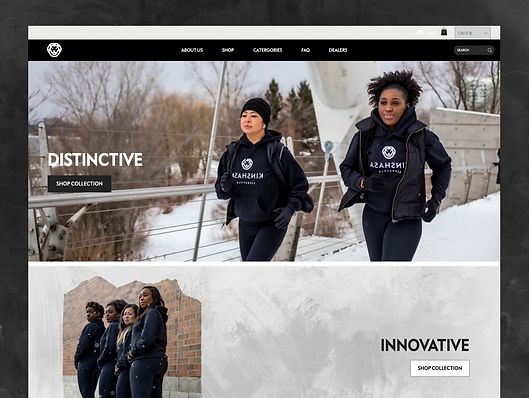 CAD (C$)
ABOUT US SHOP CATERGORIES FAQ DEALERS SEARCH
DISTINCTIVE
SHOP COLLECTION
KINSHASA
KINSHASA
INNOVATIVE
SHOP COLLECTION